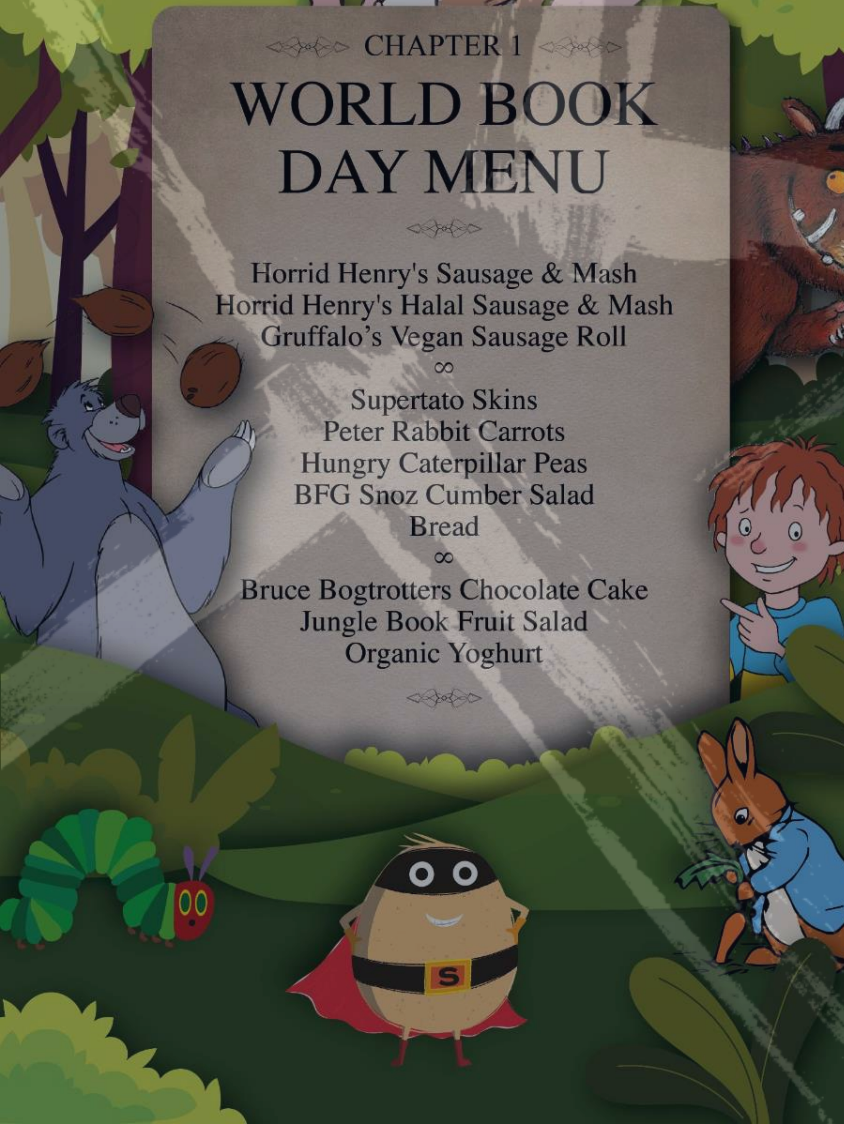 CHAPTER 1
WORLD BOOK
DAY MENU
Horrid Henry's Sausage & Mash
Horrid Henry's Halal Sausage & Mash
Gruffalo’s Vegan Sausage Roll
∞
Supertato Skins
Peter Rabbit Carrots
Hungry Caterpillar Peas
BFG Snoz Cumber Salad
Bread
∞
Bruce Bogtrotters Chocolate Cake
Jungle Book Fruit Salad
Organic Yoghurt
S